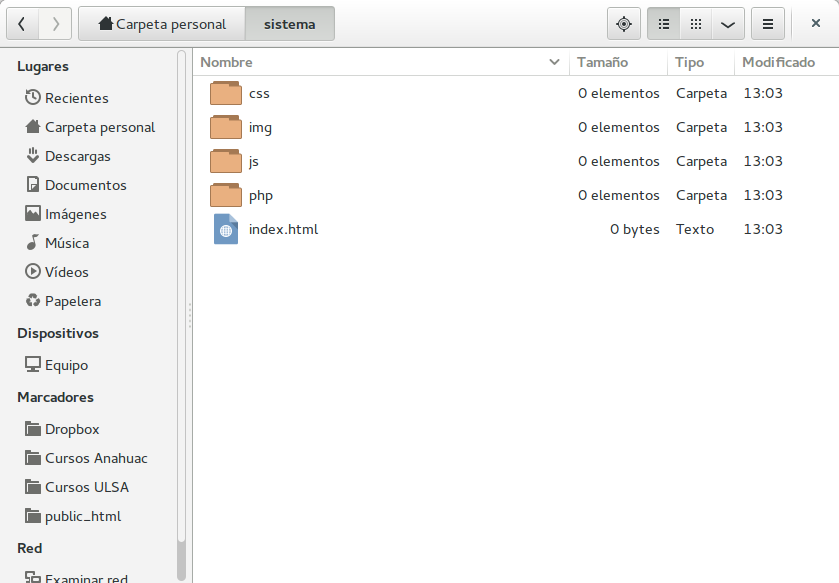 Carpeta personal sistema
Lugares
Recientes
Carpeta personal
Descargas
Documentos
Imágenes
Música
Vídeos
Papelera
Dispositivos
Equipo
Marcadores
Dropbox
Cursos Anahuac
Cursos ULSA
public_html
Red
Examinar red
Nombre Tamaño Tipo Modificado
css 0 elementos Carpeta 13:03
img 0 elementos Carpeta 13:03
js 0 elementos Carpeta 13:03
php 0 elementos Carpeta 13:03
index.html 0 bytes Texto 13:03